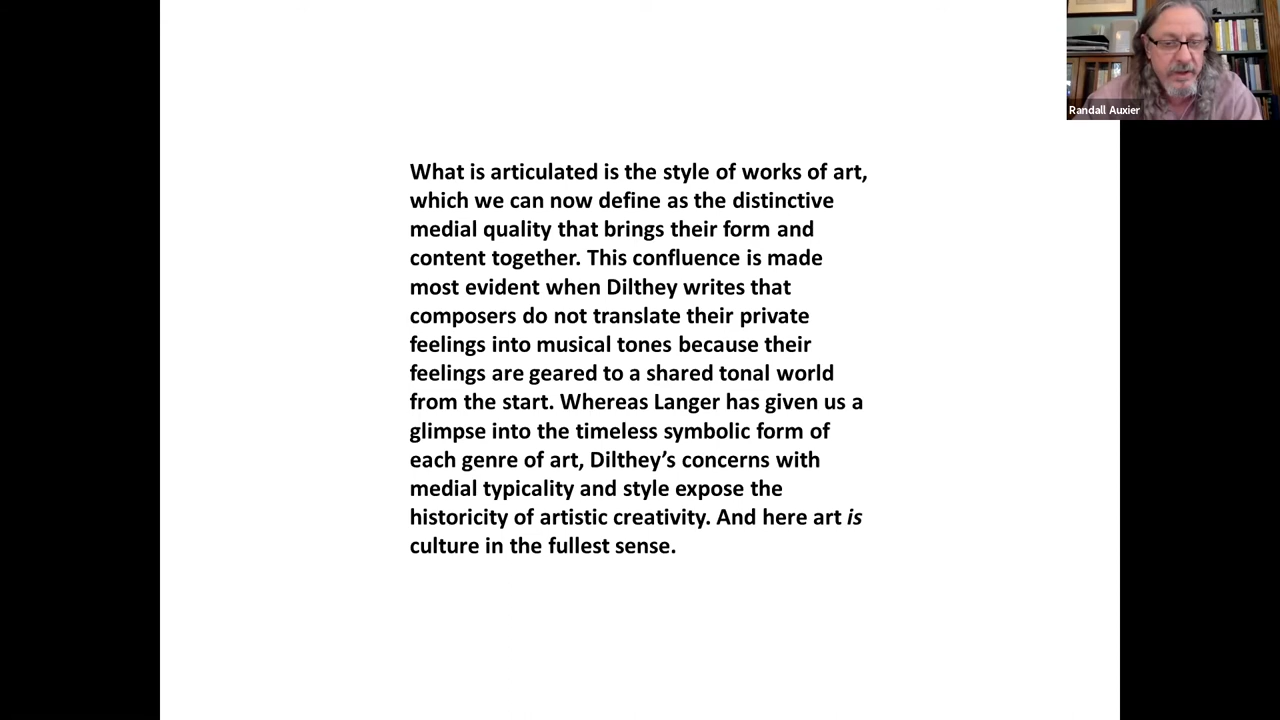 Randall Auxier
What is articulated is the style of works of art,
which we can now define as the distinctive
medial quality that brings their form and
content together. This confluence is made
most evident when Dilthey writes that
composers do not translate their private
feelings into musical tones because their
feelings are geared to a shared tonal world
from the start. Whereas Langer has given us a
glimpse into the timeless symbolic form of
each genre of art, Dilthey’s concerns with
medial typicality and style expose the
historicity of artistic creativity. And here art is
culture in the fullest sense.